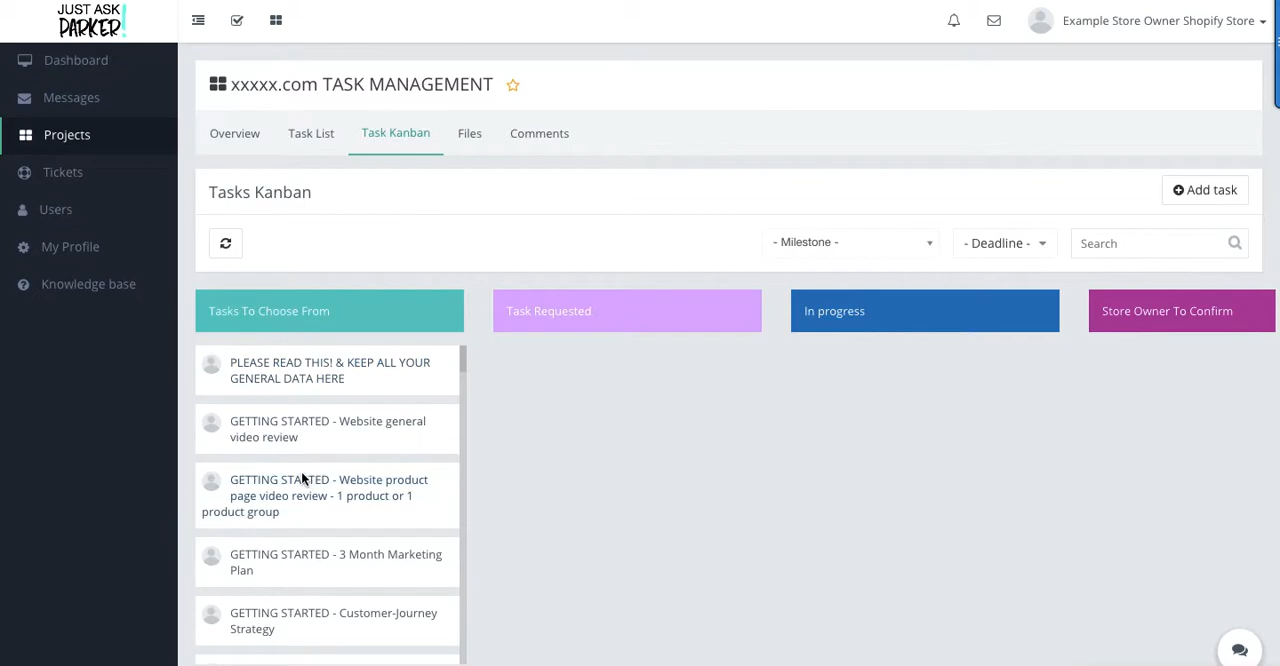 JUST ASK
PARKER!
Example Store Owner Shopify Store
Dashboard
Messages
Projects
Tickets
Users
My Profile
Knowledge base
xxxxx.com TASK MANAGEMENT
Overview
Task List
Task Kanban
Files
Comments
Tasks Kanban
Add task
- Milestone -
- Deadline -
Search
Tasks To Choose From
Task Requested
In progress
Store Owner To Confirm
PLEASE READ THIS! & KEEP ALL YOUR
GENERAL DATA HERE
GETTING STARTED - Website general
video review
GETTING STARTED - Website product
page video review - 1 product or 1
product group
GETTING STARTED - 3 Month Marketing
Plan
GETTING STARTED - Customer-Journey
Strategy